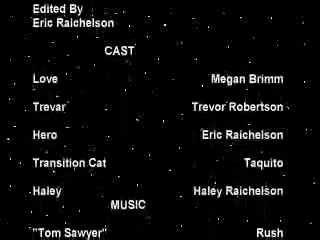 Edited By
Eric Raichelson
CAST
Love Megan Brimm
Trevar Trevor Robertson
Hero Eric Raichelson
Transition Cat Taquito
Haley Haley Raichelson
MUSIC
"Tom Sawyer" Rush